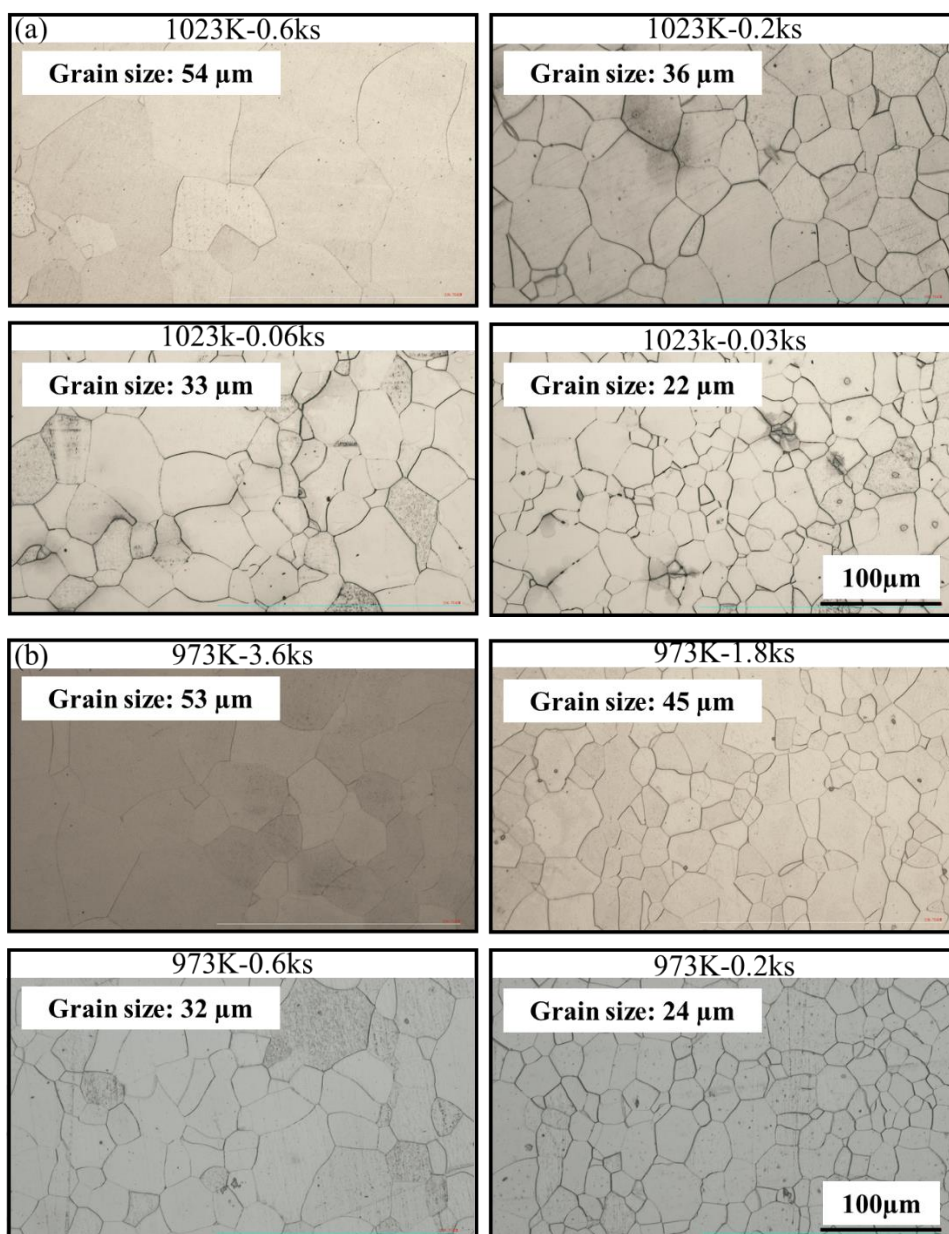 (a)
1023K-0.6ks
Grain size: 54 μm
1023K-0.2ks
Grain size: 36 μm
1023k-0.06ks
Grain size: 33 μm
1023k-0.03ks
Grain size: 22 μm
100μm
(b)
973K-3.6ks
Grain size: 53 μm
973K-1.8ks
Grain size: 45 μm
973K-0.6ks
Grain size: 32 μm
973K-0.2ks
Grain size: 24 μm
100μm